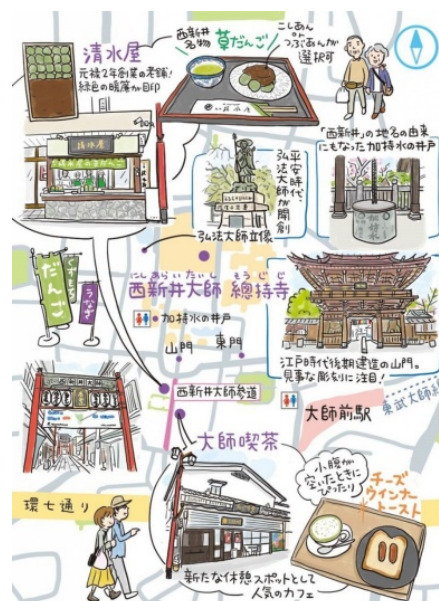 清水屋
元禄2年創業の老舗!
緑色の暖簾が目印
西新井
名物
草だんご
こしあん
or
つぶあんが
選択可
清水屋
「西新井」の地名の由来
にもなった加持水の井戸
平安時代、
弘法大師が開創
弘法大師立像
だんご
くずもち
うなぎ
にしあらいだいし そうじじ
西新井大師 總持寺
加持水の井戸
山門
東門
江戸時代後期建造の山門。
見事な彫刻に注目!
西新井大師参道
大師前駅
東武大師線
大師喫茶
環七通り
小腹が
空いたときに
ぴったり
チーズ
ウインナー
トースト
新たな休憩スポットとして
人気のカフェ